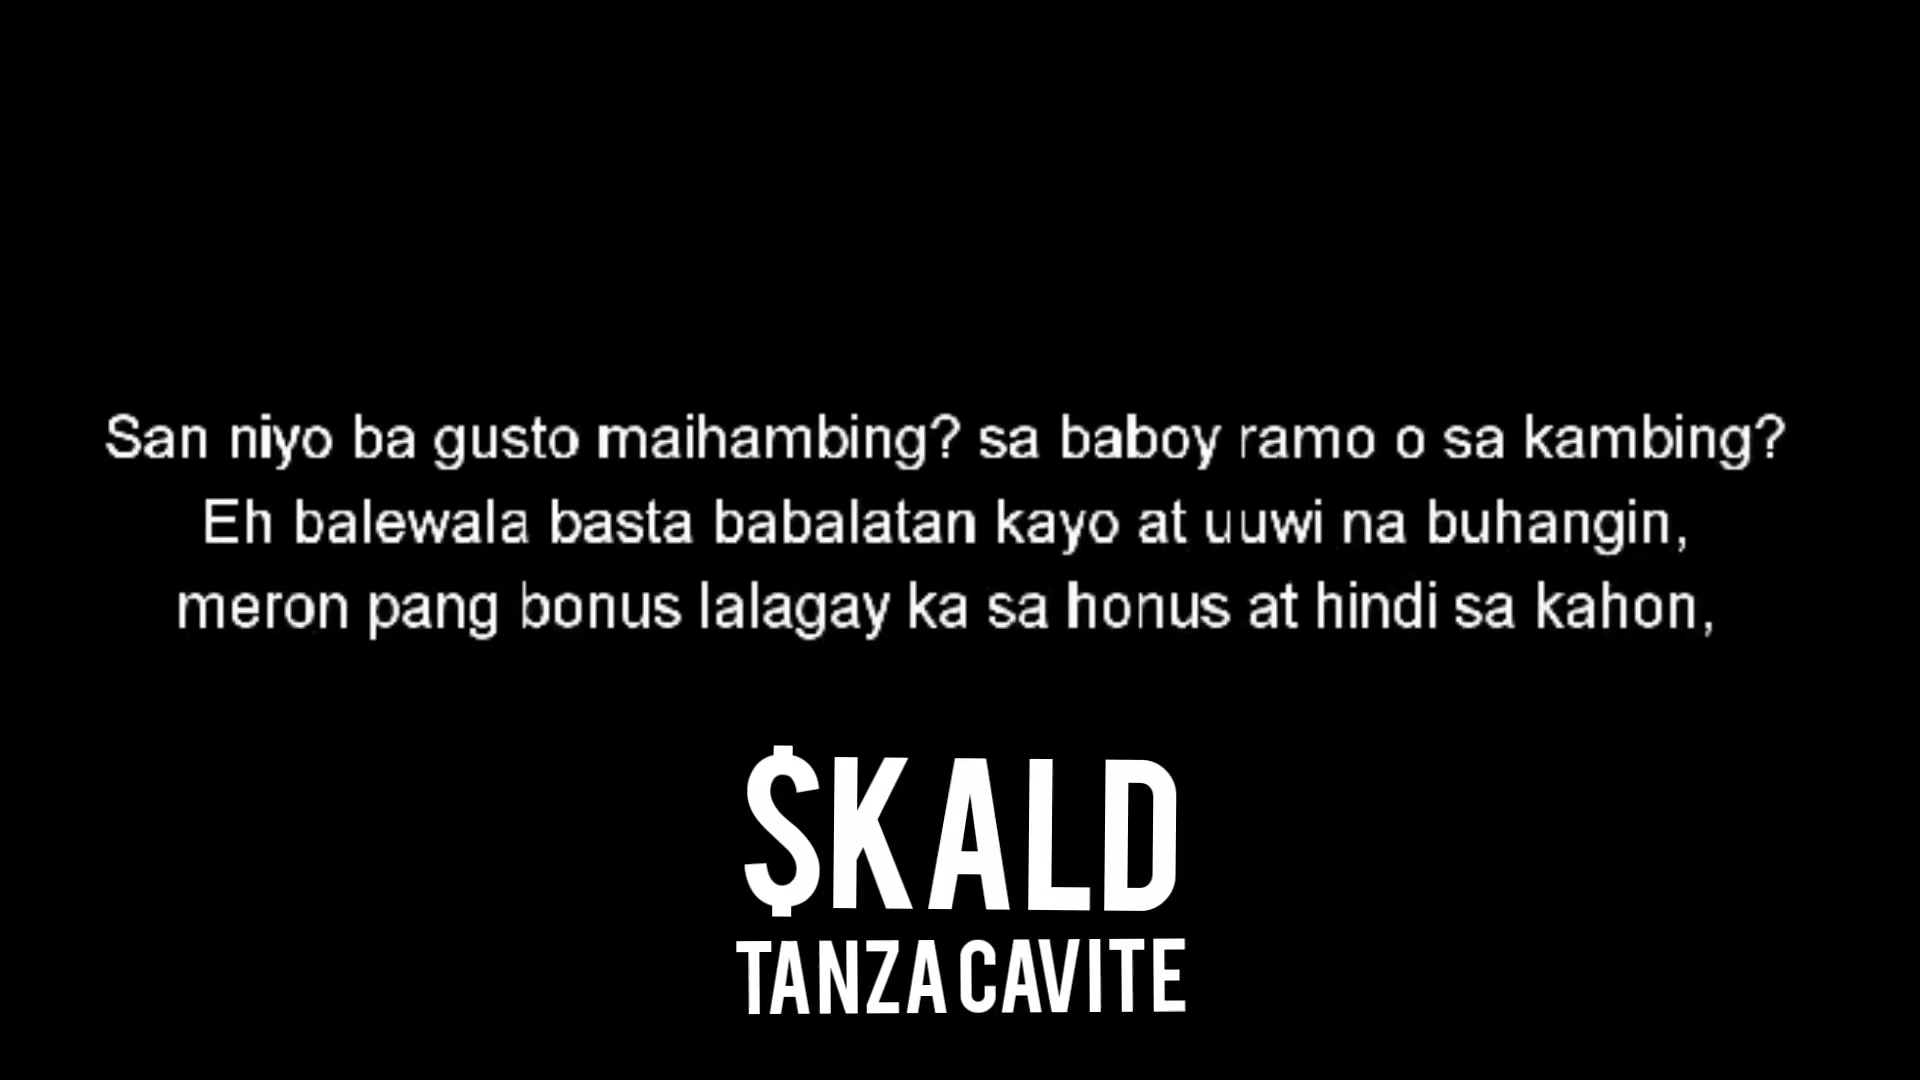 San niyo ba gusto maihambing? sa baboy ramo o sa kambing?
Eh balewala basta babalatan kayo at uuwi na buhangin,
meron pang bonus lalagay ka sa honus at hindi sa kahon,
$KALD
TANZA CAVITE